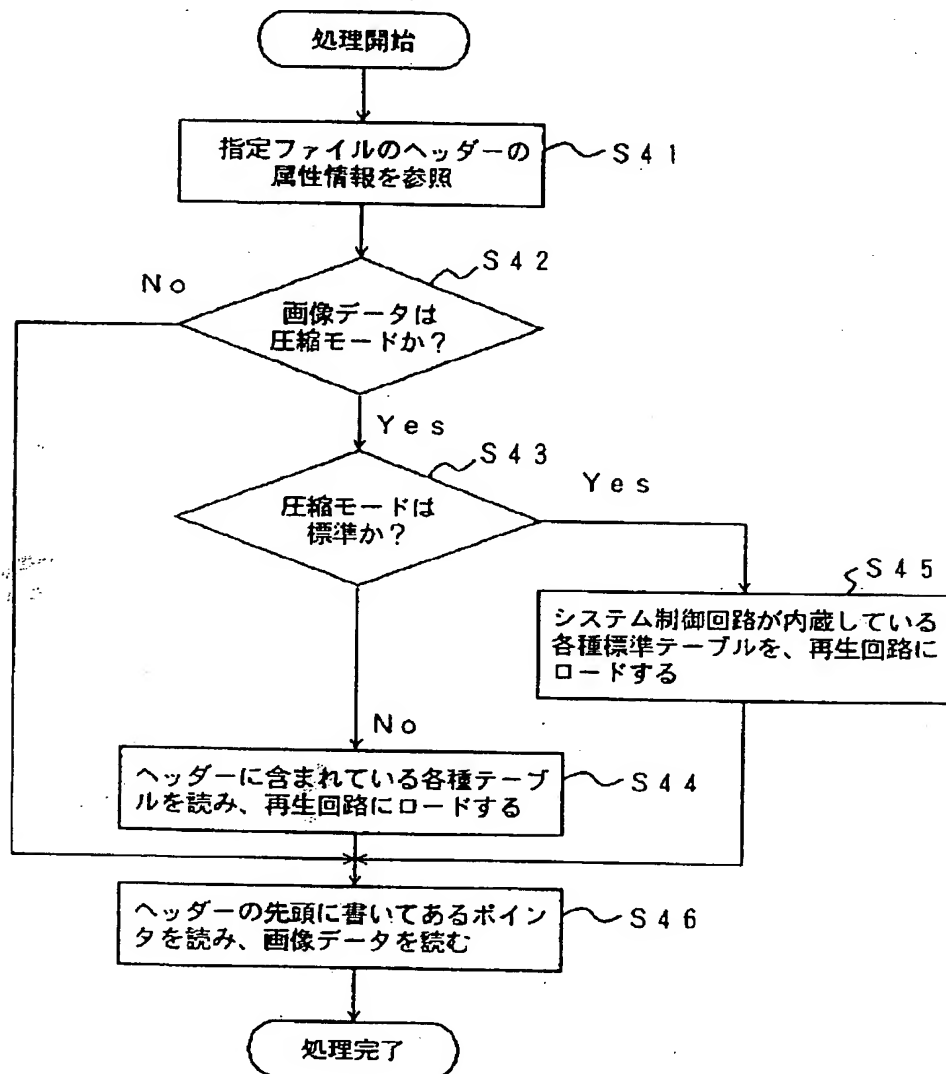 処理開始
指定ファイルのヘッダーの
属性情報を参照
S41
S42
No
画像データは
圧縮モードか?
Yes
S43
Yes
圧縮モードは
標準か?
S45
システム制御回路が内蔵している
各種標準テーブルを、再生回路に
ロードする
No
ヘッダーに含まれている各種テーブ
ルを読み、再生回路にロードする
S44
ヘッダーの先頭に書いてあるポイン
タを読み、画像データを読む
S46
処理完了